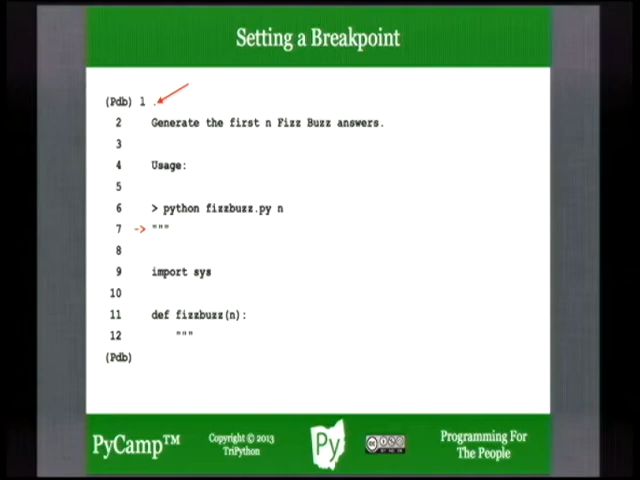 Setting a Breakpoint
(Pdb) l .
2 Generate the first n Fizz Buzz answers.
3
4 Usage:
5
6 > python fizzbuzz.py n
7 -> """
8
9 import sys
10
11 def fizzbuzz(n):
12 """
(Pdb)
PyCamp™
Copyright © 2013
TriPython
Py
Programming For
The People